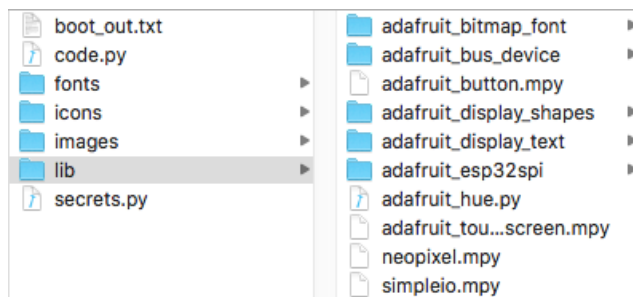 boot_out.txt
code.py
fonts
icons
images
lib
secrets.py
adafruit_bitmap_font
adafruit_bus_device
adafruit_button.mpy
adafruit_display_shapes
adafruit_display_text
adafruit_esp32spi
adafruit_hue.py
adafruit_tou...screen.mpy
neopixel.mpy
simpleio.mpy